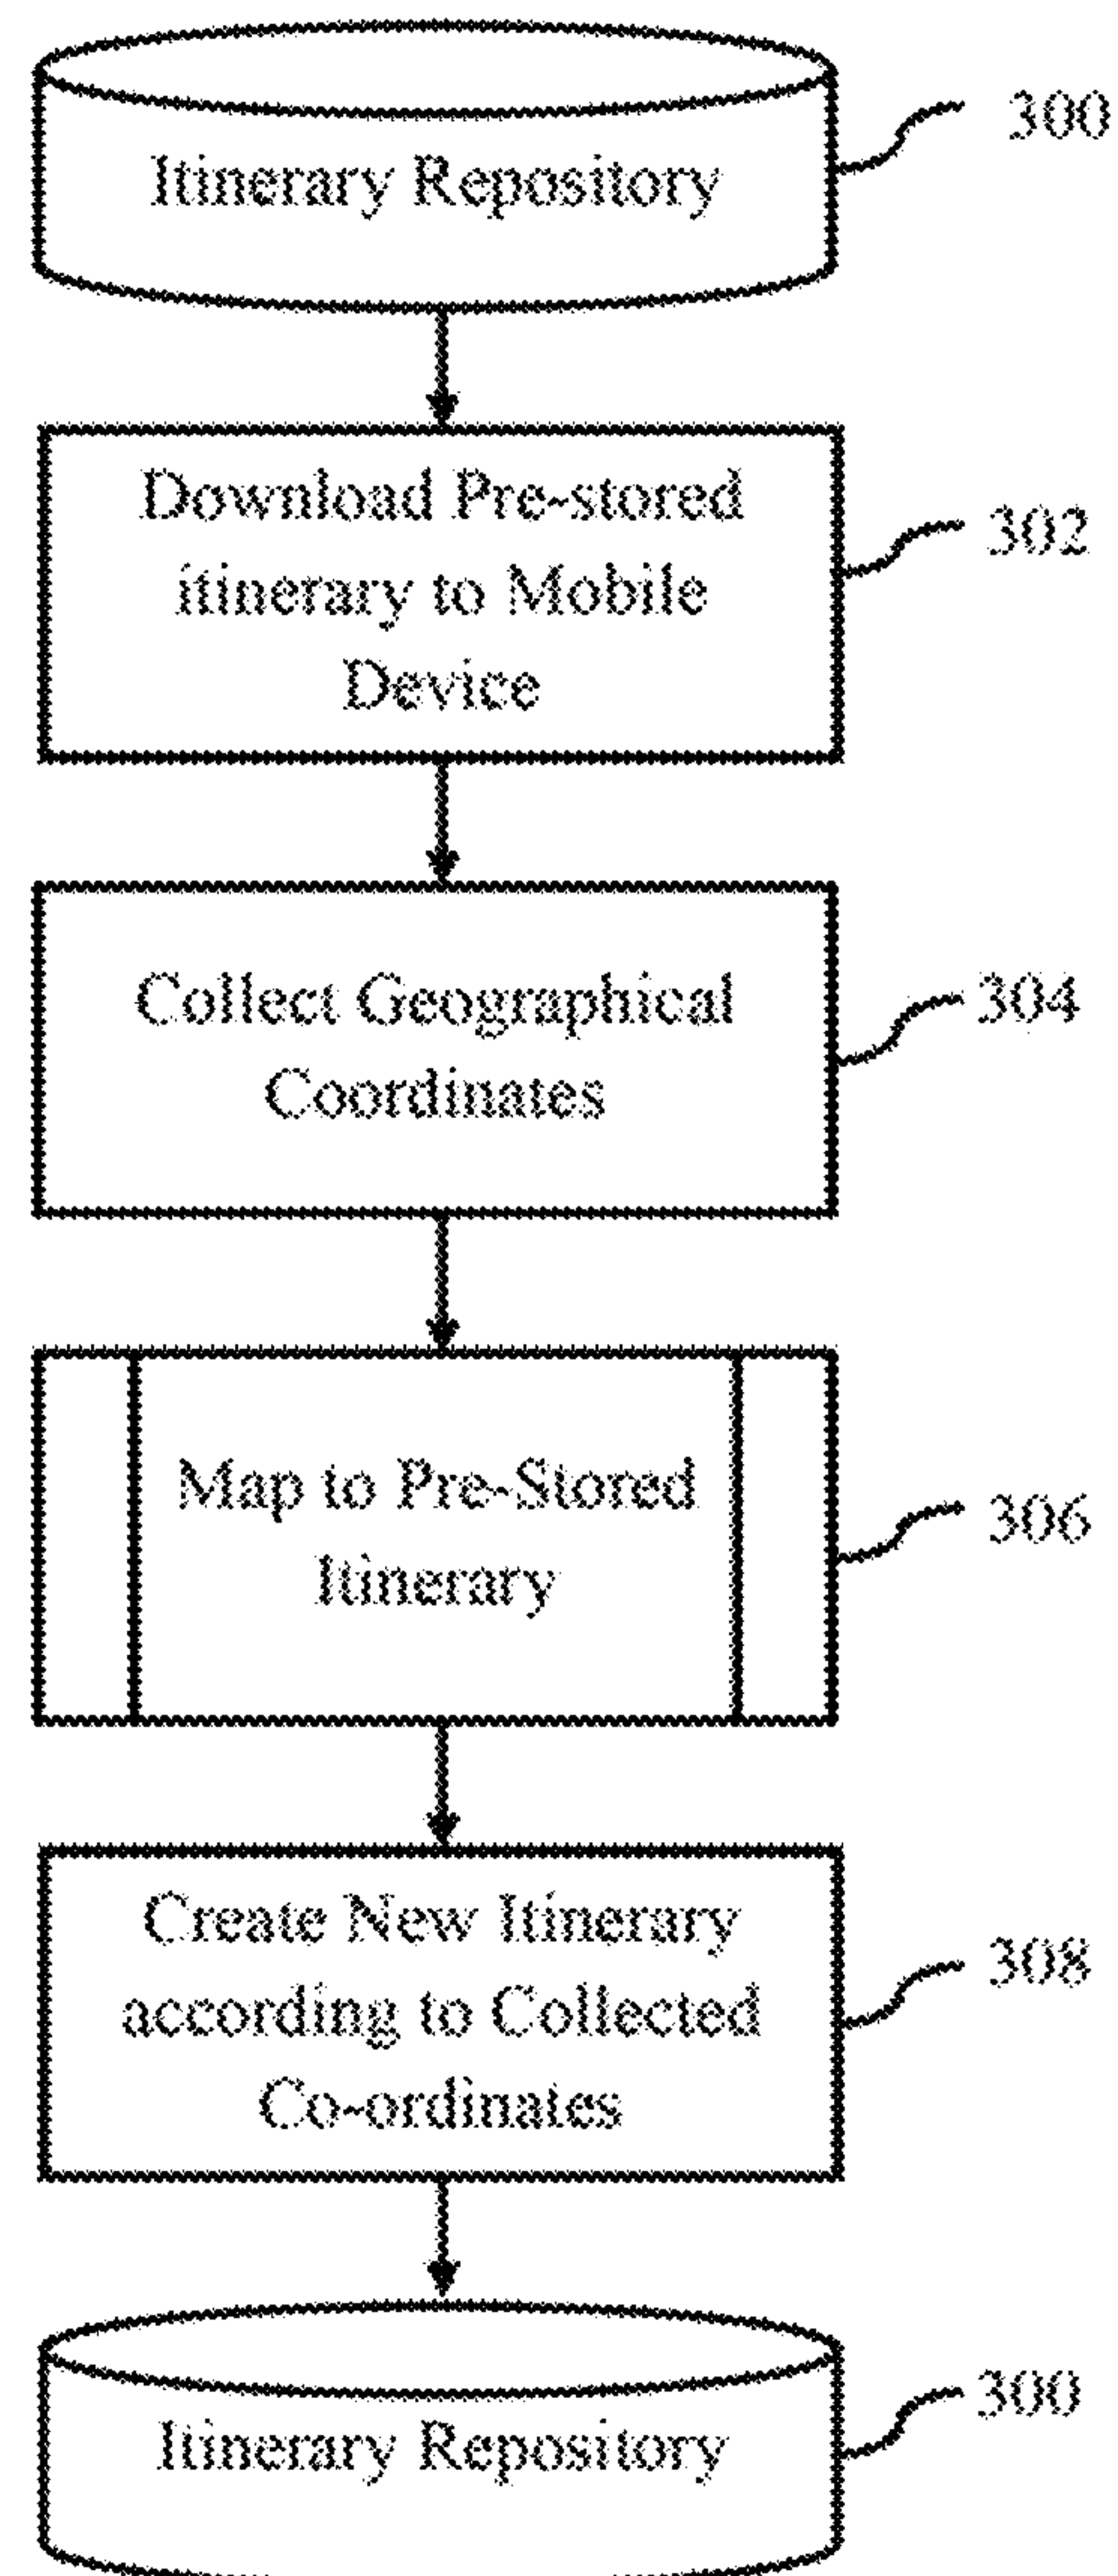 Itinerary Repository
300
Download Pre-stored
itinerary to Mobile
Device
302
Collect Geographical
Coordinates
304
Map to Pre-Stored
Itinerary
306
Create New Itinerary
according to Collected
Co-ordinates
308
Itinerary Repository
300